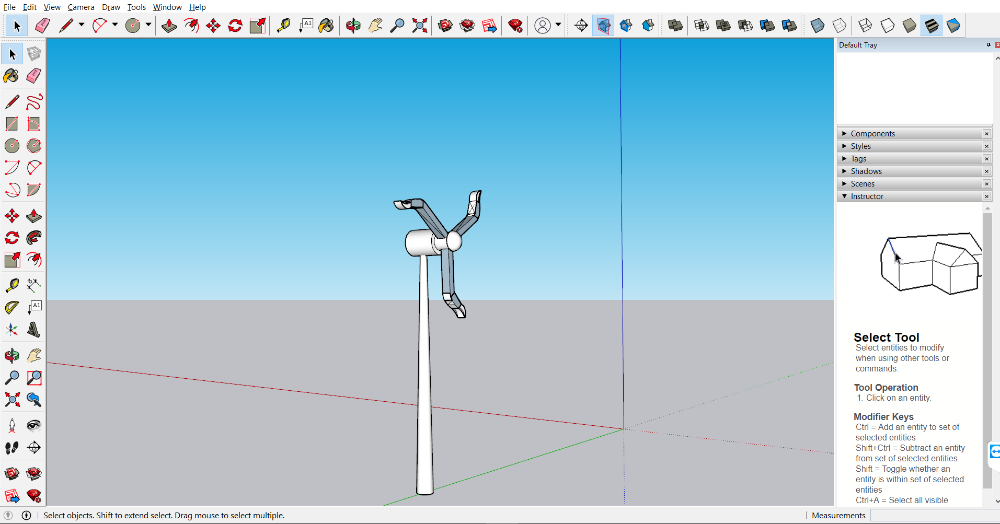 File Edit View Camera Draw Tools Window Help
A1
Default Tray
Components
Styles
Tags
Shadows
Scenes
Instructor
A1
Select Tool
Select entities to modify
when using other tools or
commands.
Tool Operation
1. Click on an entity.
Modifier Keys
Ctrl = Add an entity to set of
selected entities
Shift+Ctrl = Subtract an entity
from set of selected entities
Shift = Toggle whether an
entity is within set of selected
entities
Ctrl+A = Select all visible
Select objects. Shift to extend select. Drag mouse to select multiple.
Measurements